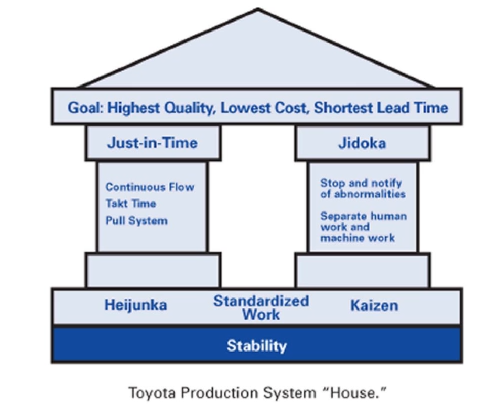 Goal: Highest Quality, Lowest Cost, Shortest Lead Time
Just-in-Time
Continuous Flow
Takt Time
Pull System
Jidoka
Stop and notify
of abnormalities
Separate human
work and
machine work
Heijunka
Standardized
Work
Kaizen
Stability
Toyota Production System “House.”